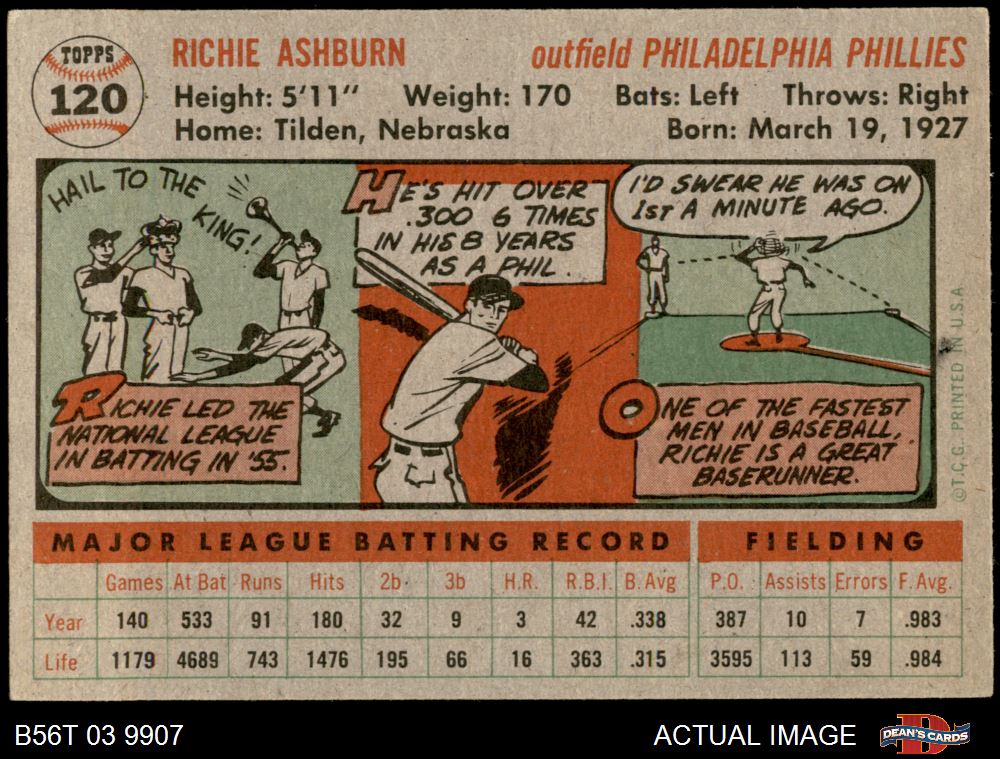 TOPPS
120
RICHIE ASHBURN
outfield PHILADELPHIA PHILLIES
Height: 5'11" Weight: 170 Bats: Left Throws: Right
Home: Tilden, Nebraska Born: March 19, 1927
HAIL TO THE
KING!
RICHIE LED THE
NATIONAL LEAGUE
IN BATTING IN '55.
HE'S HIT OVER
.300 6 TIMES
IN HIS 8 YEARS
AS A PHIL.
I'D SWEAR HE WAS ON
1ST A MINUTE AGO.
ONE OF THE FASTEST
MEN IN BASEBALL,
RICHIE IS A GREAT
BASERUNNER.
©T.C.G. PRINTED IN U.S.A.
MAJOR LEAGUE BATTING RECORD FIELDING
Games At Bat Runs Hits 2b 3b H.R. R.B.I. B. Avg P.O. Assists Errors F. Avg.
Year 140 533 91 180 32 9 3 42 .338 387 10 7 .983
Life 1179 4689 743 1476 195 66 16 363 .315 3595 113 59 .984
B56T 03 9907
ACTUAL IMAGE
D
DEAN'S CARDS